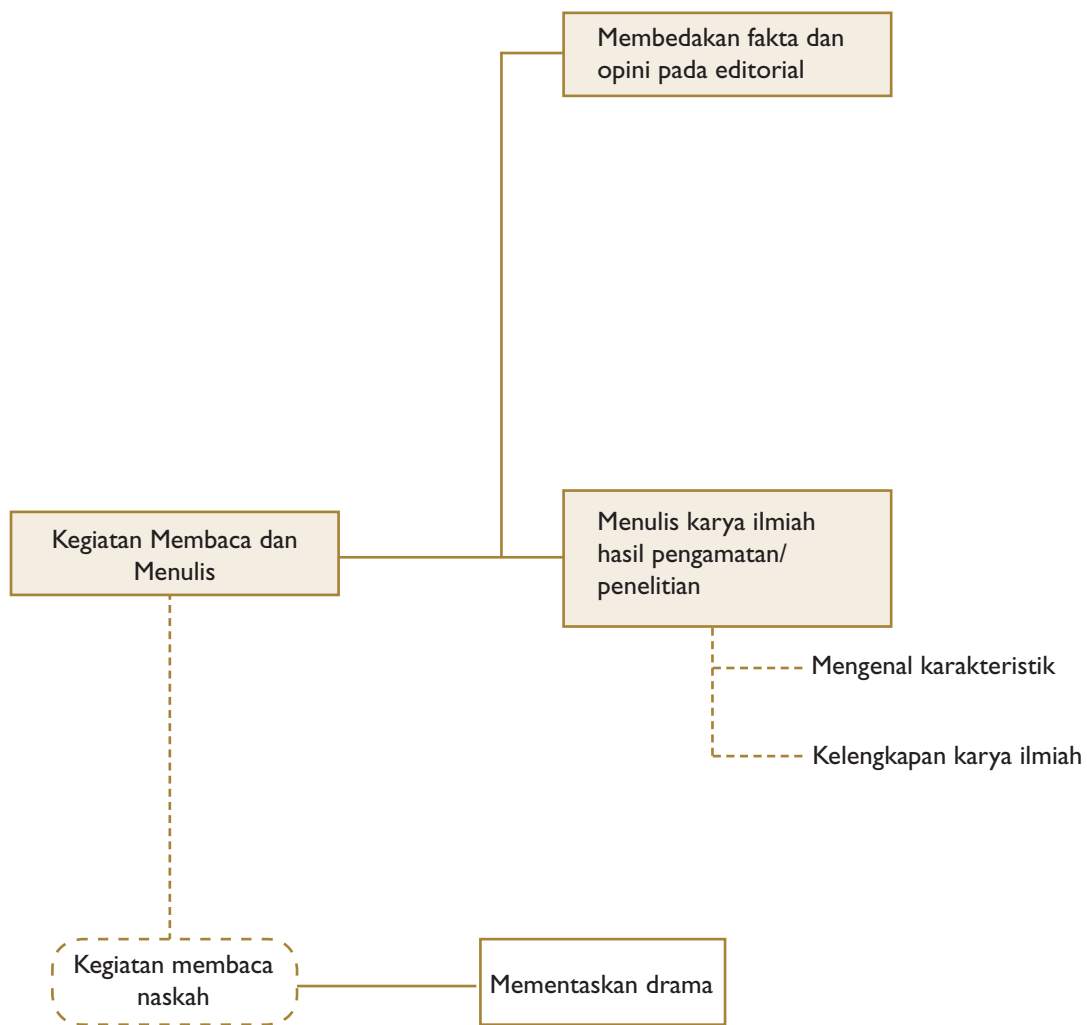 Membedakan fakta dan
opini pada editorial
Kegiatan Membaca dan
Menulis
Menulis karya ilmiah
hasil pengamatan/
penelitian
Mengenal karakteristik
Kelengkapan karya ilmiah
Kegiatan membaca
naskah
Mementaskan drama